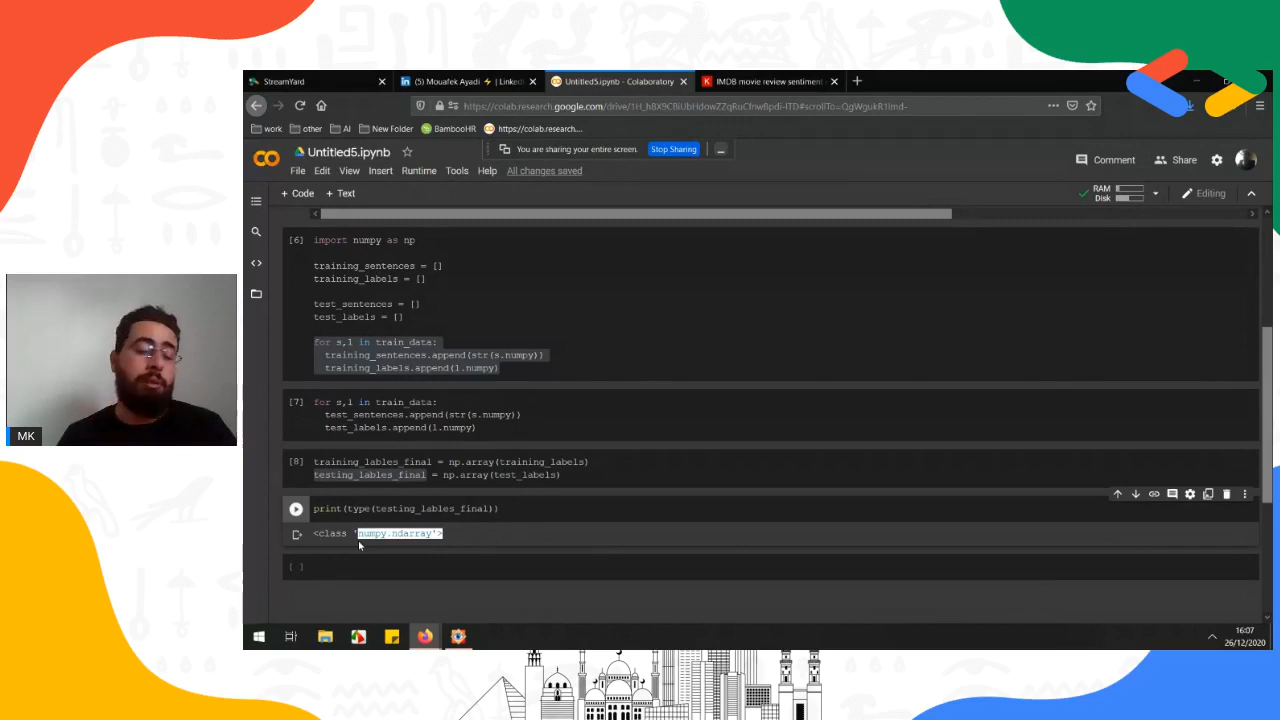 StreamYard
(5) Mouafek Ayadi ⚡ | LinkedI
Untitled5.ipynb - Colaboratory
IMDB movie review sentiment
work
other
AI
New Folder
BambooHR
https://colab.research...
Untitled5.ipynb
You are sharing your entire screen.
Stop Sharing
Comment
Share
File Edit View Insert Runtime Tools Help All changes saved
+ Code + Text
RAM
Disk
Editing
[6] import numpy as np
training_sentences = []
training_labels = []
test_sentences = []
test_labels = []
for s,l in train_data:
training_sentences.append(str(s.numpy))
training_labels.append(l.numpy)
[7] for s,l in train_data:
test_sentences.append(str(s.numpy))
test_labels.append(l.numpy)
[8] training_lables_final = np.array(training_labels)
testing_lables_final = np.array(test_labels)
print(type(testing_lables_final))
<class 'numpy.ndarray'>
[ ]
MK
16:07
26/12/2020